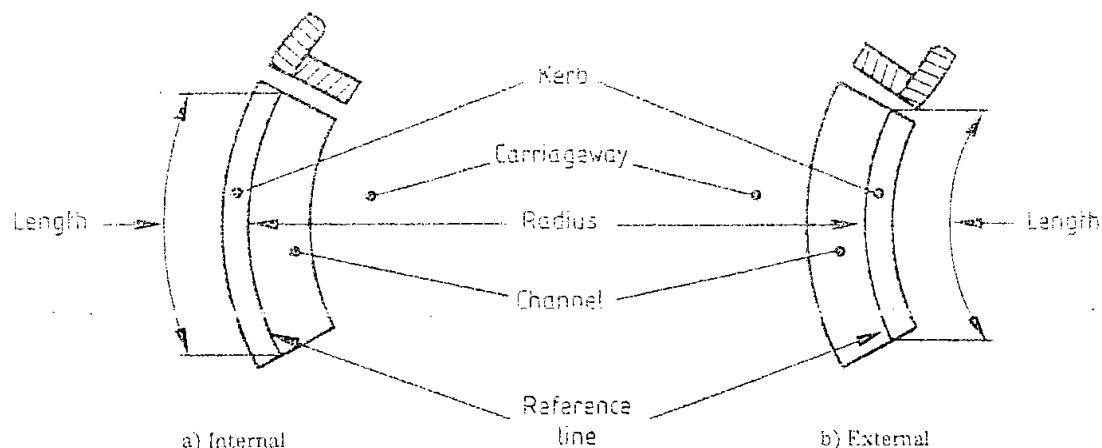 Kerb
Carriageway
Length
Radius
Length
Channel
Reference
line
a) Internal
b) External